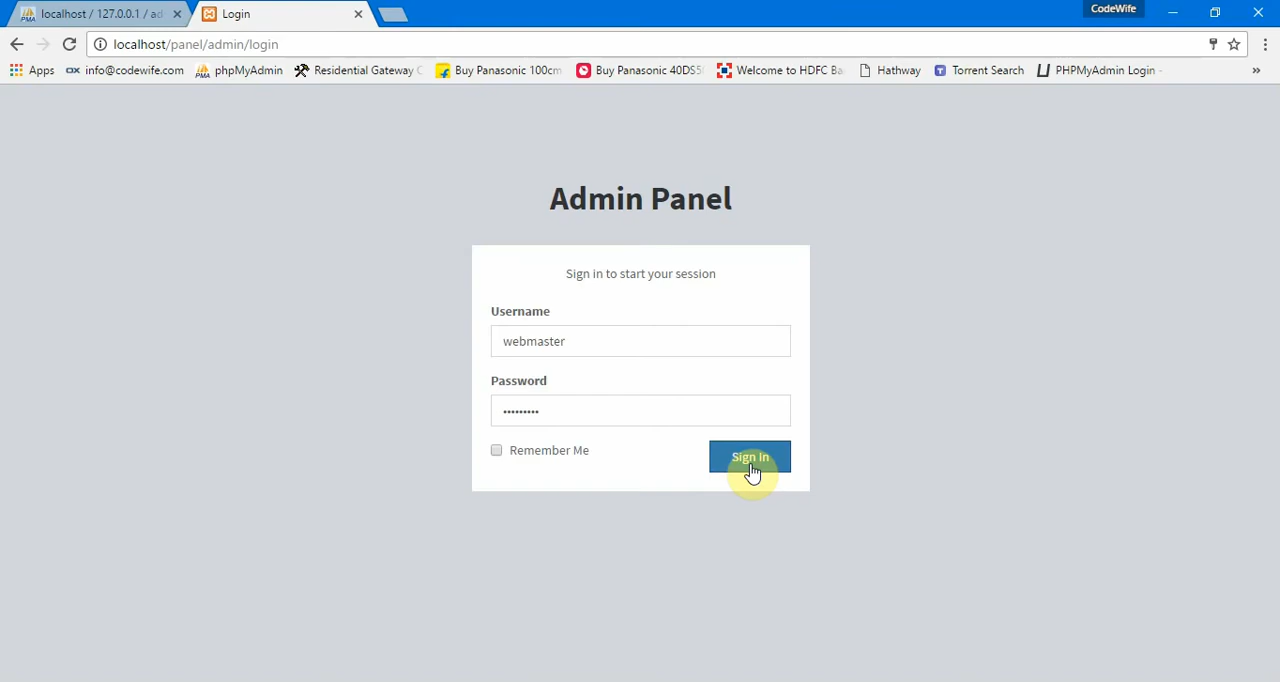 localhost / 127.0.0.1 / ad
Login
CodeWife
localhost/panel/admin/login
Apps
info@codewife.com
phpMyAdmin
Residential Gateway
Buy Panasonic 100cm
Buy Panasonic 40DS5
Welcome to HDFC Ba
Hathway
Torrent Search
PHPMyAdmin Login -
»
Admin Panel
Sign in to start your session
Username
webmaster
Password
•••••••••
Remember Me
Sign In